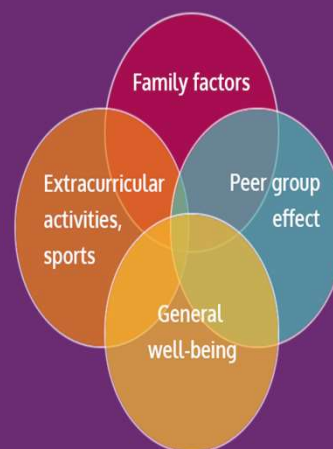 Family factors
Extracurricular
activities,
sports
Peer group
effect
General
well-being